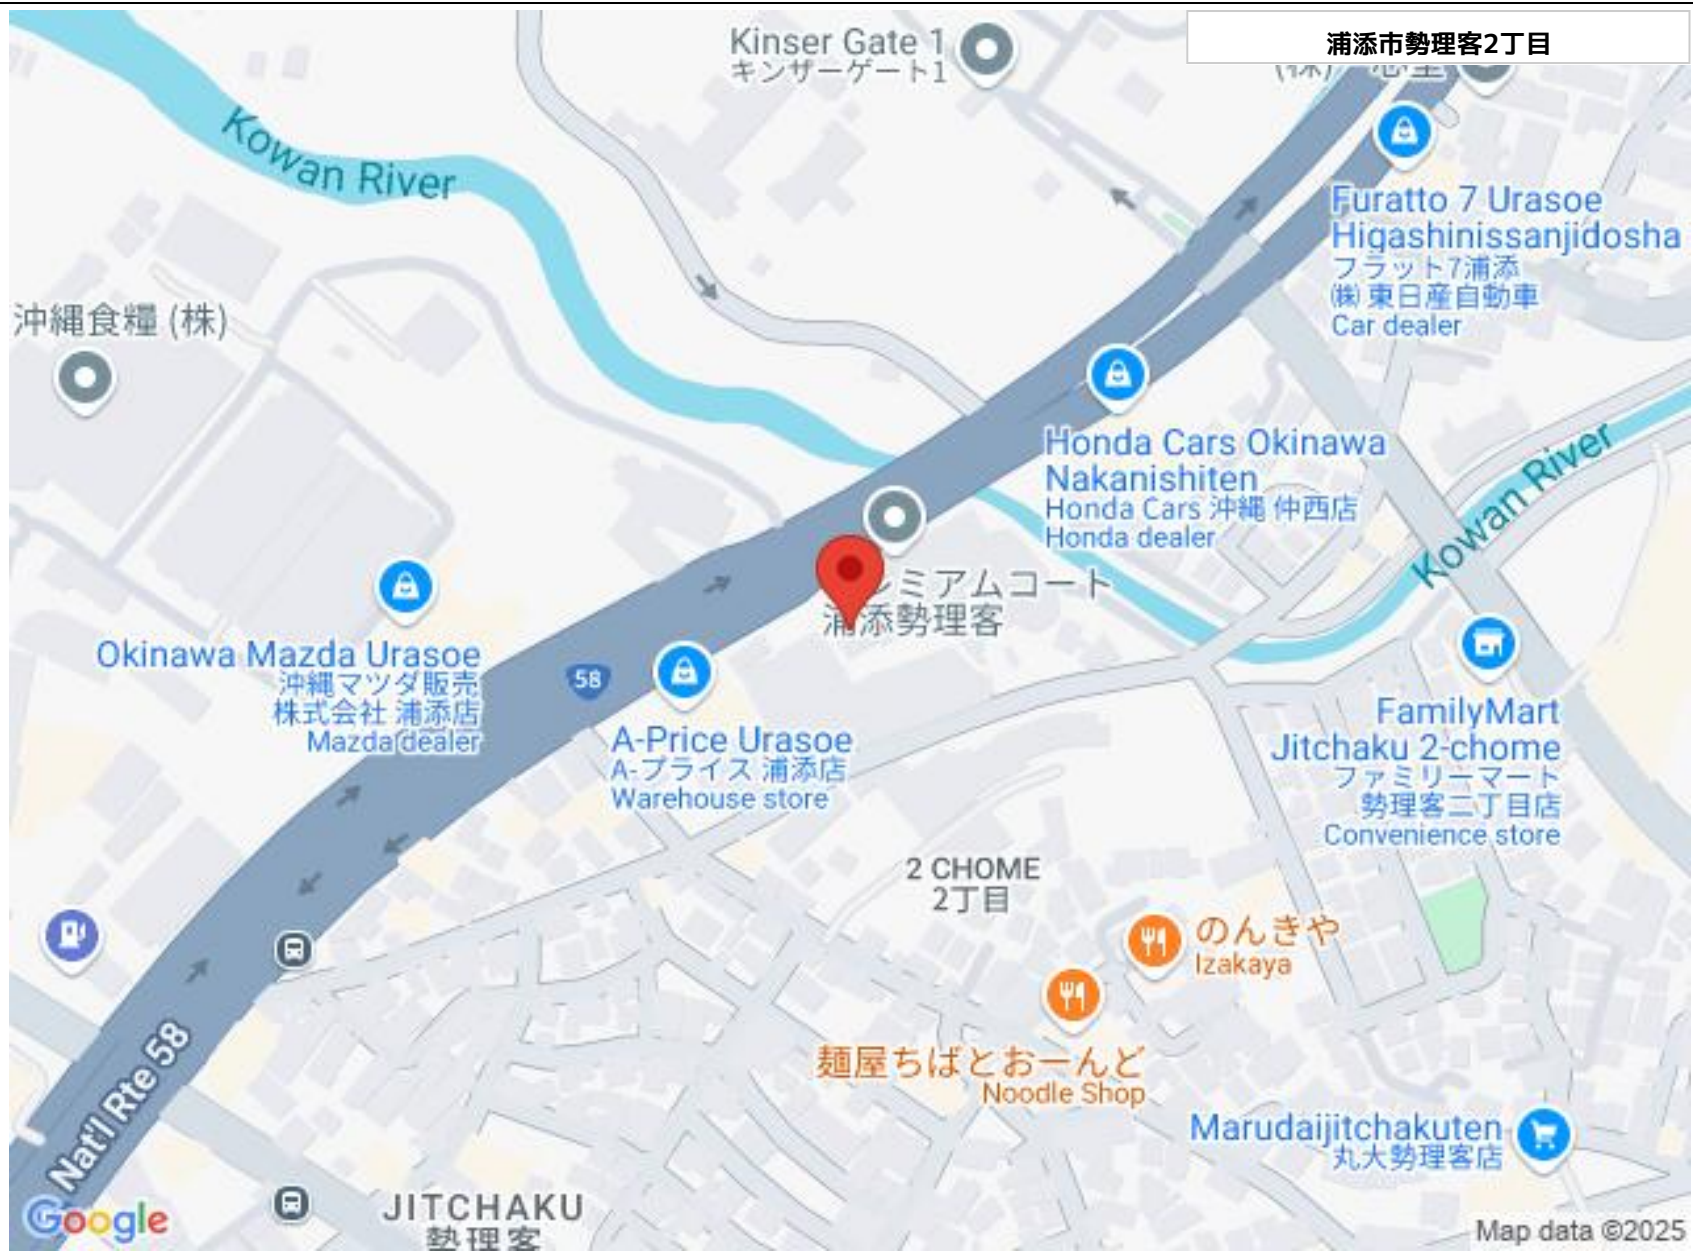 浦添市勢理客2丁目
Kinser Gate 1
キンザーゲート1
Kowan River
Furatto 7 Urasoe
Higashinissanjidosha
フラット7浦添
㈱東日産自動車
Car dealer
沖縄食糧 (株)
Honda Cars Okinawa
Nakanishiten
Honda Cars 沖縄 仲西店
Honda dealer
Kowan River
ミアムコート
浦添勢理客
Okinawa Mazda Urasoe
沖縄マツダ販売
株式会社 浦添店
Mazda dealer
58
A-Price Urasoe
A-プライス 浦添店
Warehouse store
FamilyMart
Jitchaku 2-chome
ファミリーマート
勢理客二丁目店
Convenience store
2 CHOME
2丁目
のんきや
Izakaya
麺屋ちばとおーんど
Noodle Shop
Nat'l Rte 58
Marudaijitchakuten
丸大勢理客店
JITCHAKU
勢理客
Google
Map data ©2025